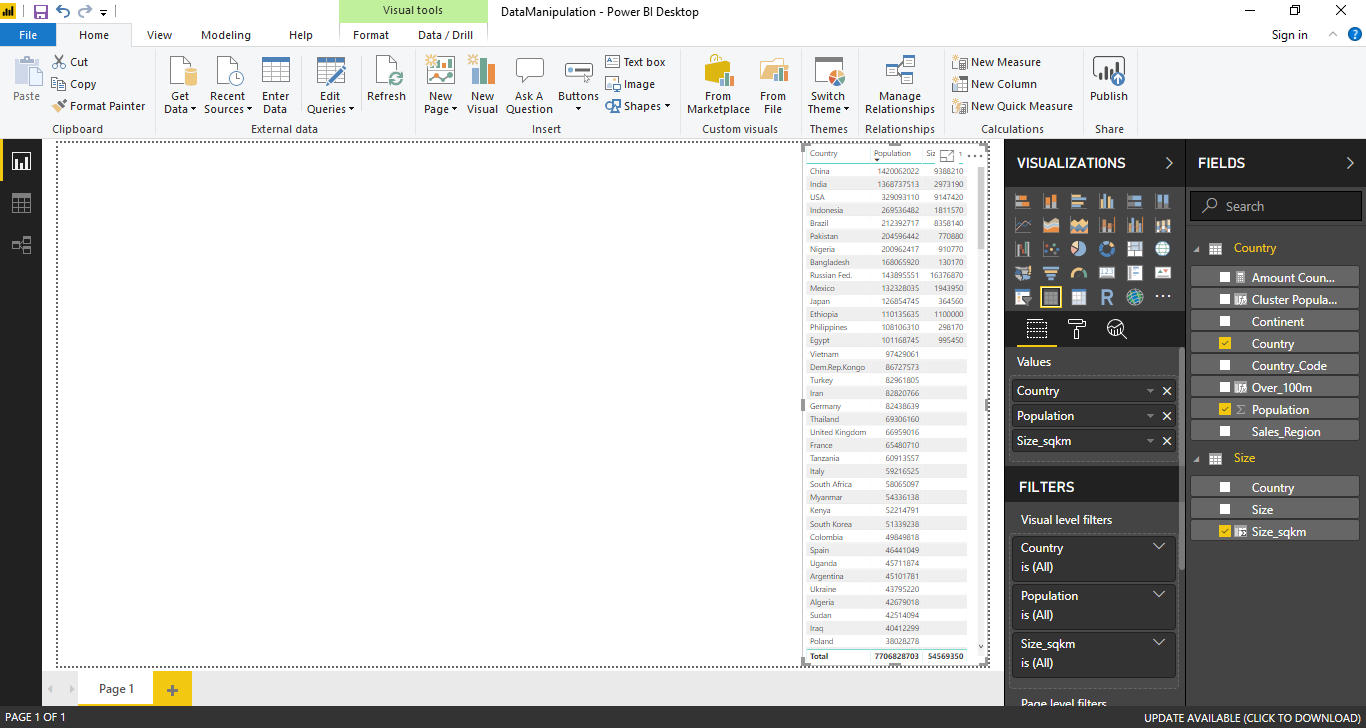 Visual tools
DataManipulation - Power BI Desktop
File Home View Modeling Help Format Data / Drill Sign in
Paste
Cut
Copy
Format Painter
Clipboard
Get Data
Recent Sources
Enter Data
Edit Queries
External data
Refresh
New Page
New Visual
Ask A Question
Buttons
Text box
Image
Shapes
Insert
From Marketplace
From File
Custom visuals
Switch Theme
Themes
Manage Relationships
Relationships
New Measure
New Column
New Quick Measure
Calculations
Publish
Share
Country Population
China 1420062022 9388210
India 1368737513 2973190
USA 329093110 9147420
Indonesia 269536482 1811570
Brazil 212392717 8358140
Pakistan 204596442 770880
Nigeria 200962417 910770
Bangladesh 168065920 130170
Russian Fed. 143895551 16376870
Mexico 132328035 1943950
Japan 126854745 364560
Ethiopia 110135635 1100000
Philippines 108106310 298170
Egypt 101168745 995450
Vietnam 97429061
Dem.Rep.Kongo 86727573
Turkey 82961805
Iran 82820766
Germany 82438639
Thailand 69306160
United Kingdom 66959016
France 65480710
Tanzania 60913557
Italy 59216525
South Africa 58065097
Myanmar 54336138
Kenya 52214791
South Korea 51339238
Colombia 49849818
Spain 46441049
Uganda 45711874
Argentina 45101781
Ukraine 43795220
Algeria 42679018
Sudan 42514094
Iraq 40412299
Poland 38028278
Total 7706828703 54569350
VISUALIZATIONS
Values
Country
Population
Size_sqkm
FILTERS
Visual level filters
Country
is (All)
Population
is (All)
Size_sqkm
is (All)
Page level filters
FIELDS
Search
Country
Amount Coun...
Cluster Popula...
Continent
Country
Country_Code
Over_100m
Population
Sales_Region
Size
Country
Size
Size_sqkm
Page 1
PAGE 1 OF 1
UPDATE AVAILABLE (CLICK TO DOWNLOAD)